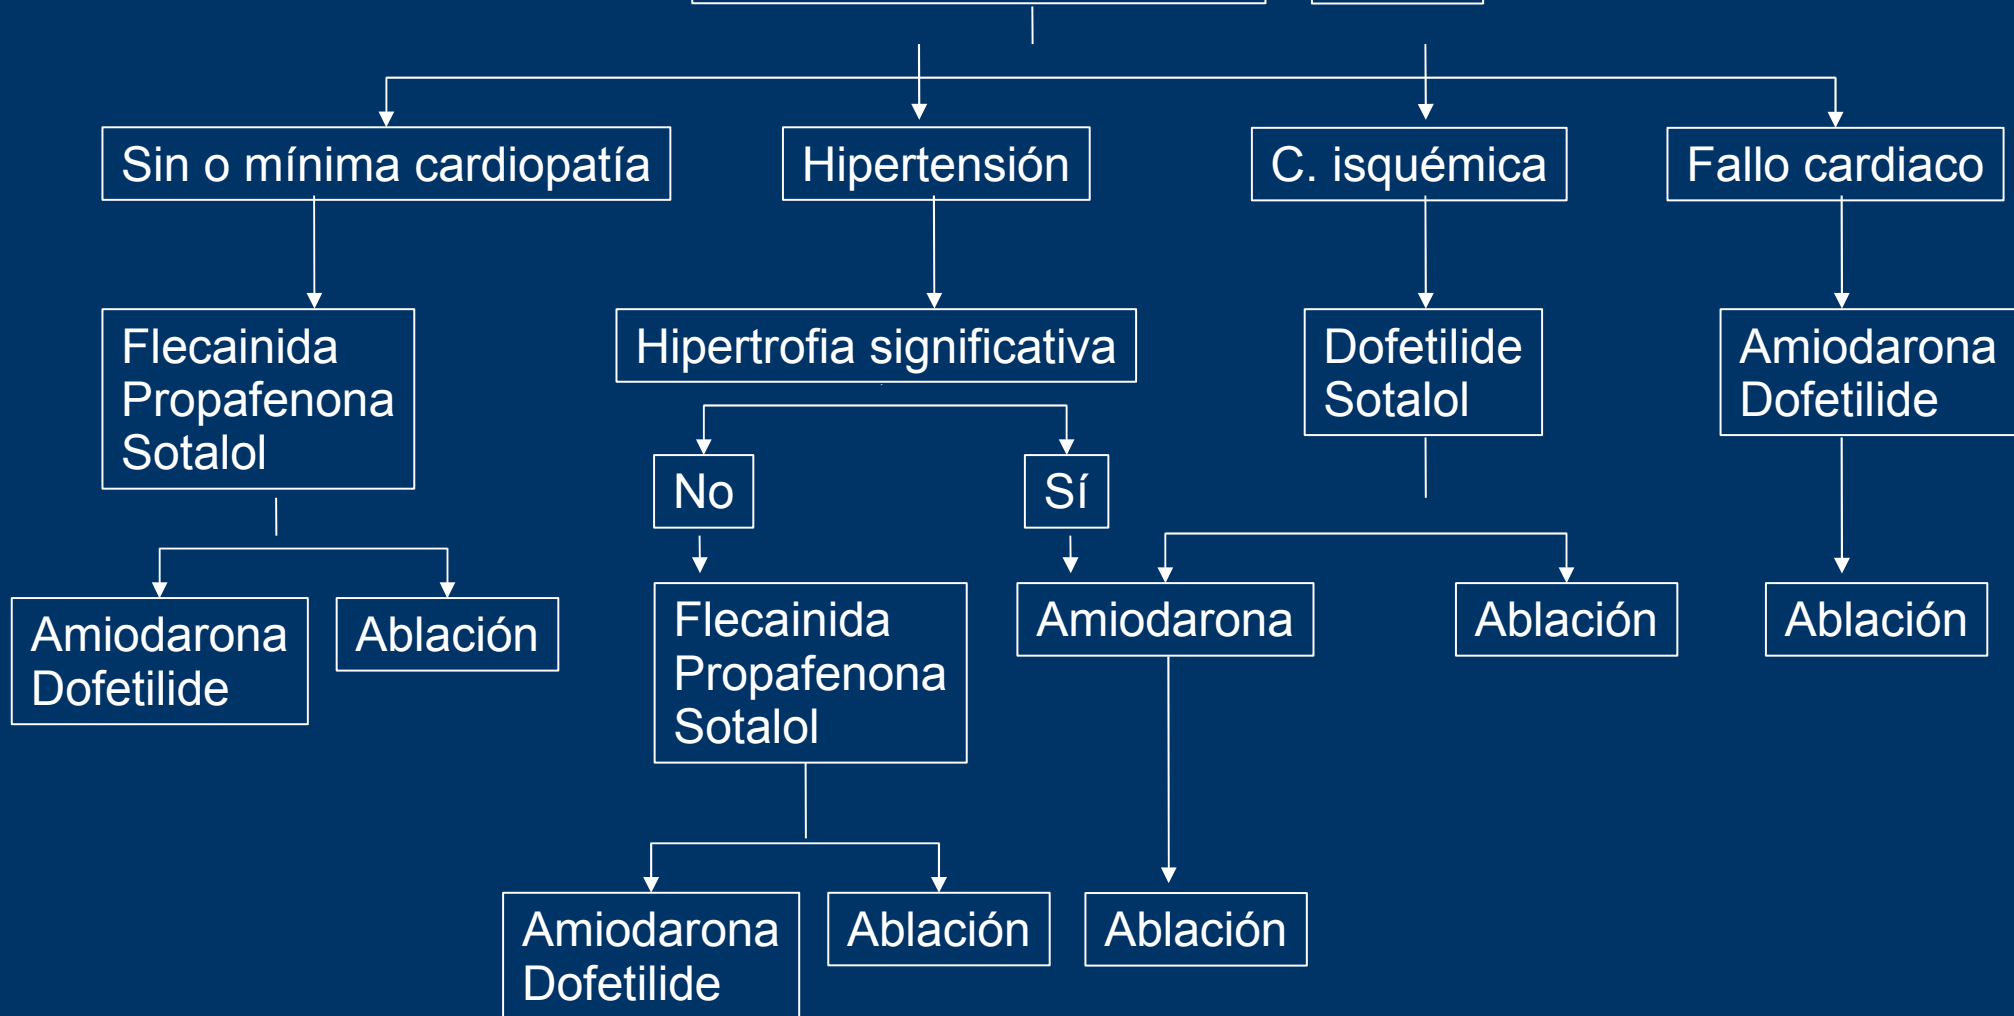 Sin o mínima cardiopatía
Hipertensión
C. isquémica
Fallo cardiaco
Flecainida
Propafenona
Sotalol
Hipertrofia significativa
Dofetilide
Sotalol
Amiodarona
Dofetilide
No
Sí
Amiodarona
Dofetilide
Ablación
Flecainida
Propafenona
Sotalol
Amiodarona
Ablación
Ablación
Amiodarona
Dofetilide
Ablación
Ablación